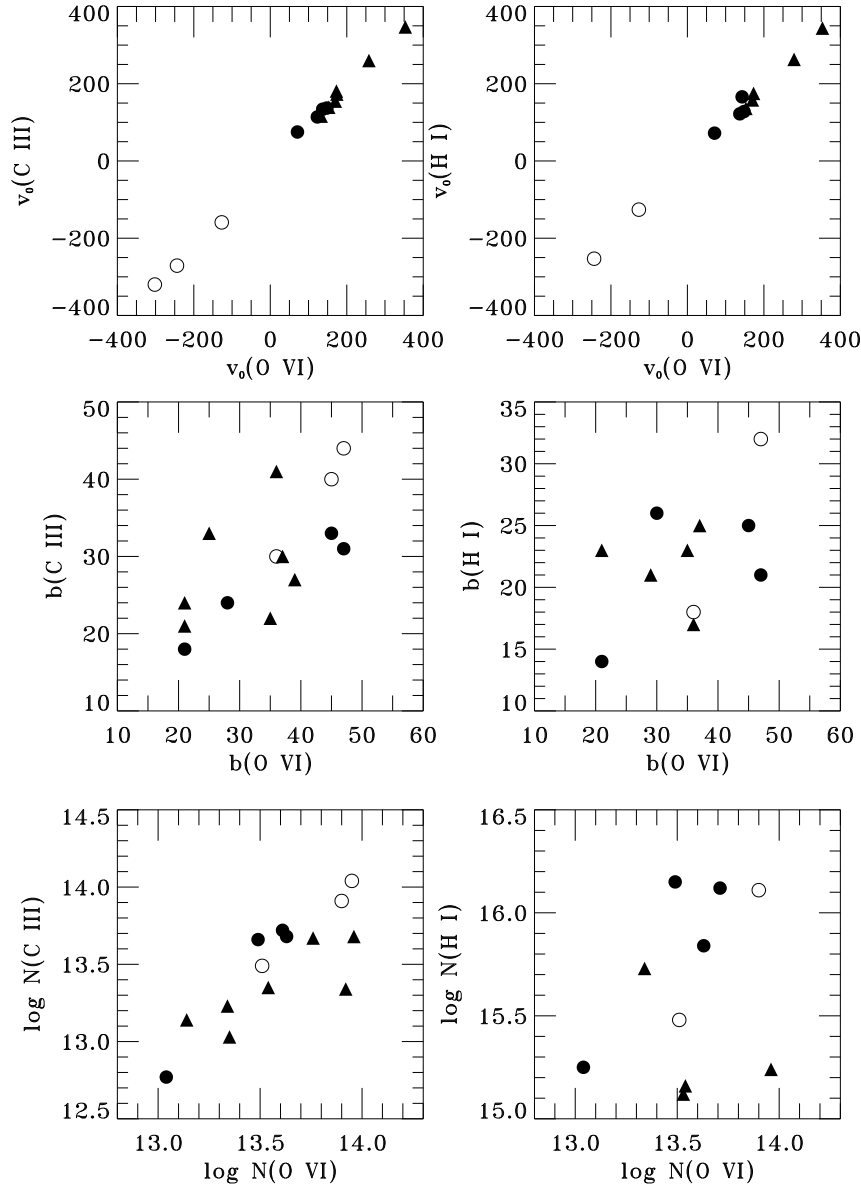 400
200
0
−200
−400
v₀(C III)
−400 −200 0 200 400
v₀(O VI)
400
200
0
−200
−400
v₀(H I)
−400 −200 0 200 400
v₀(O VI)
50
40
30
20
10
b(C III)
10 20 30 40 50 60
b(O VI)
35
30
25
20
15
10
b(H I)
10 20 30 40 50 60
b(O VI)
14.5
14.0
13.5
13.0
12.5
log N(C III)
13.0 13.5 14.0
log N(O VI)
16.5
16.0
15.5
15.0
log N(H I)
13.0 13.5 14.0
log N(O VI)